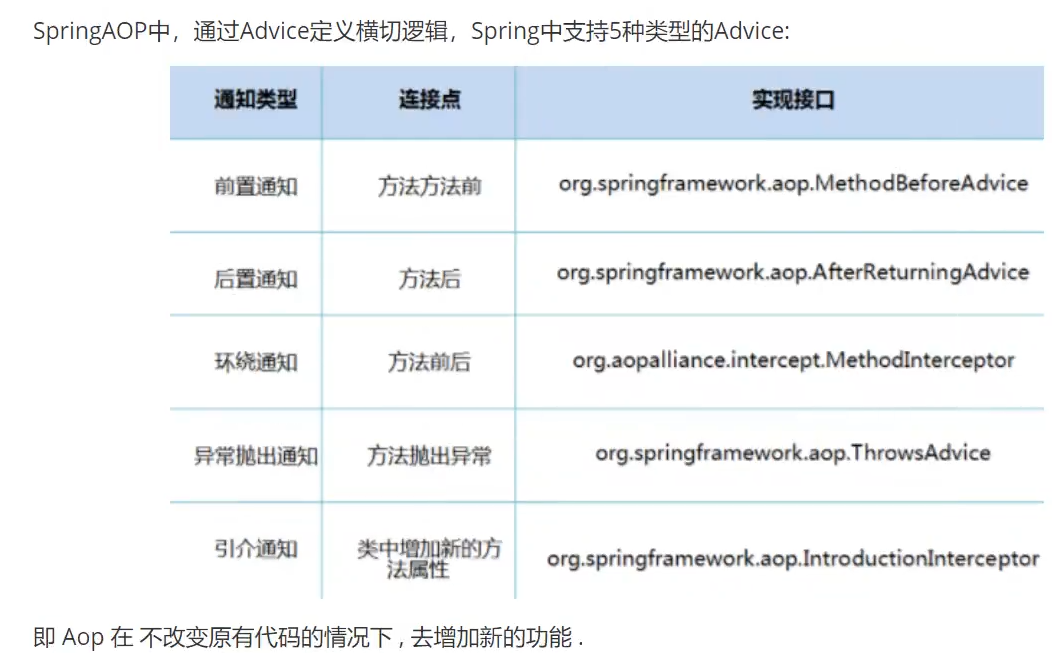 SpringAOP中，通过Advice定义横切逻辑，Spring中支持5种类型的Advice:
通知类型 连接点 实现接口
前置通知 方法方法前 org.springframework.aop.MethodBeforeAdvice
后置通知 方法后 org.springframework.aop.AfterReturningAdvice
环绕通知 方法前后 org.aopalliance.intercept.MethodInterceptor
异常抛出通知 方法抛出异常 org.springframework.aop.ThrowsAdvice
引介通知 类中增加新的方
法属性 org.springframework.aop.IntroductionInterceptor
即 Aop 在 不改变原有代码的情况下 , 去增加新的功能 .